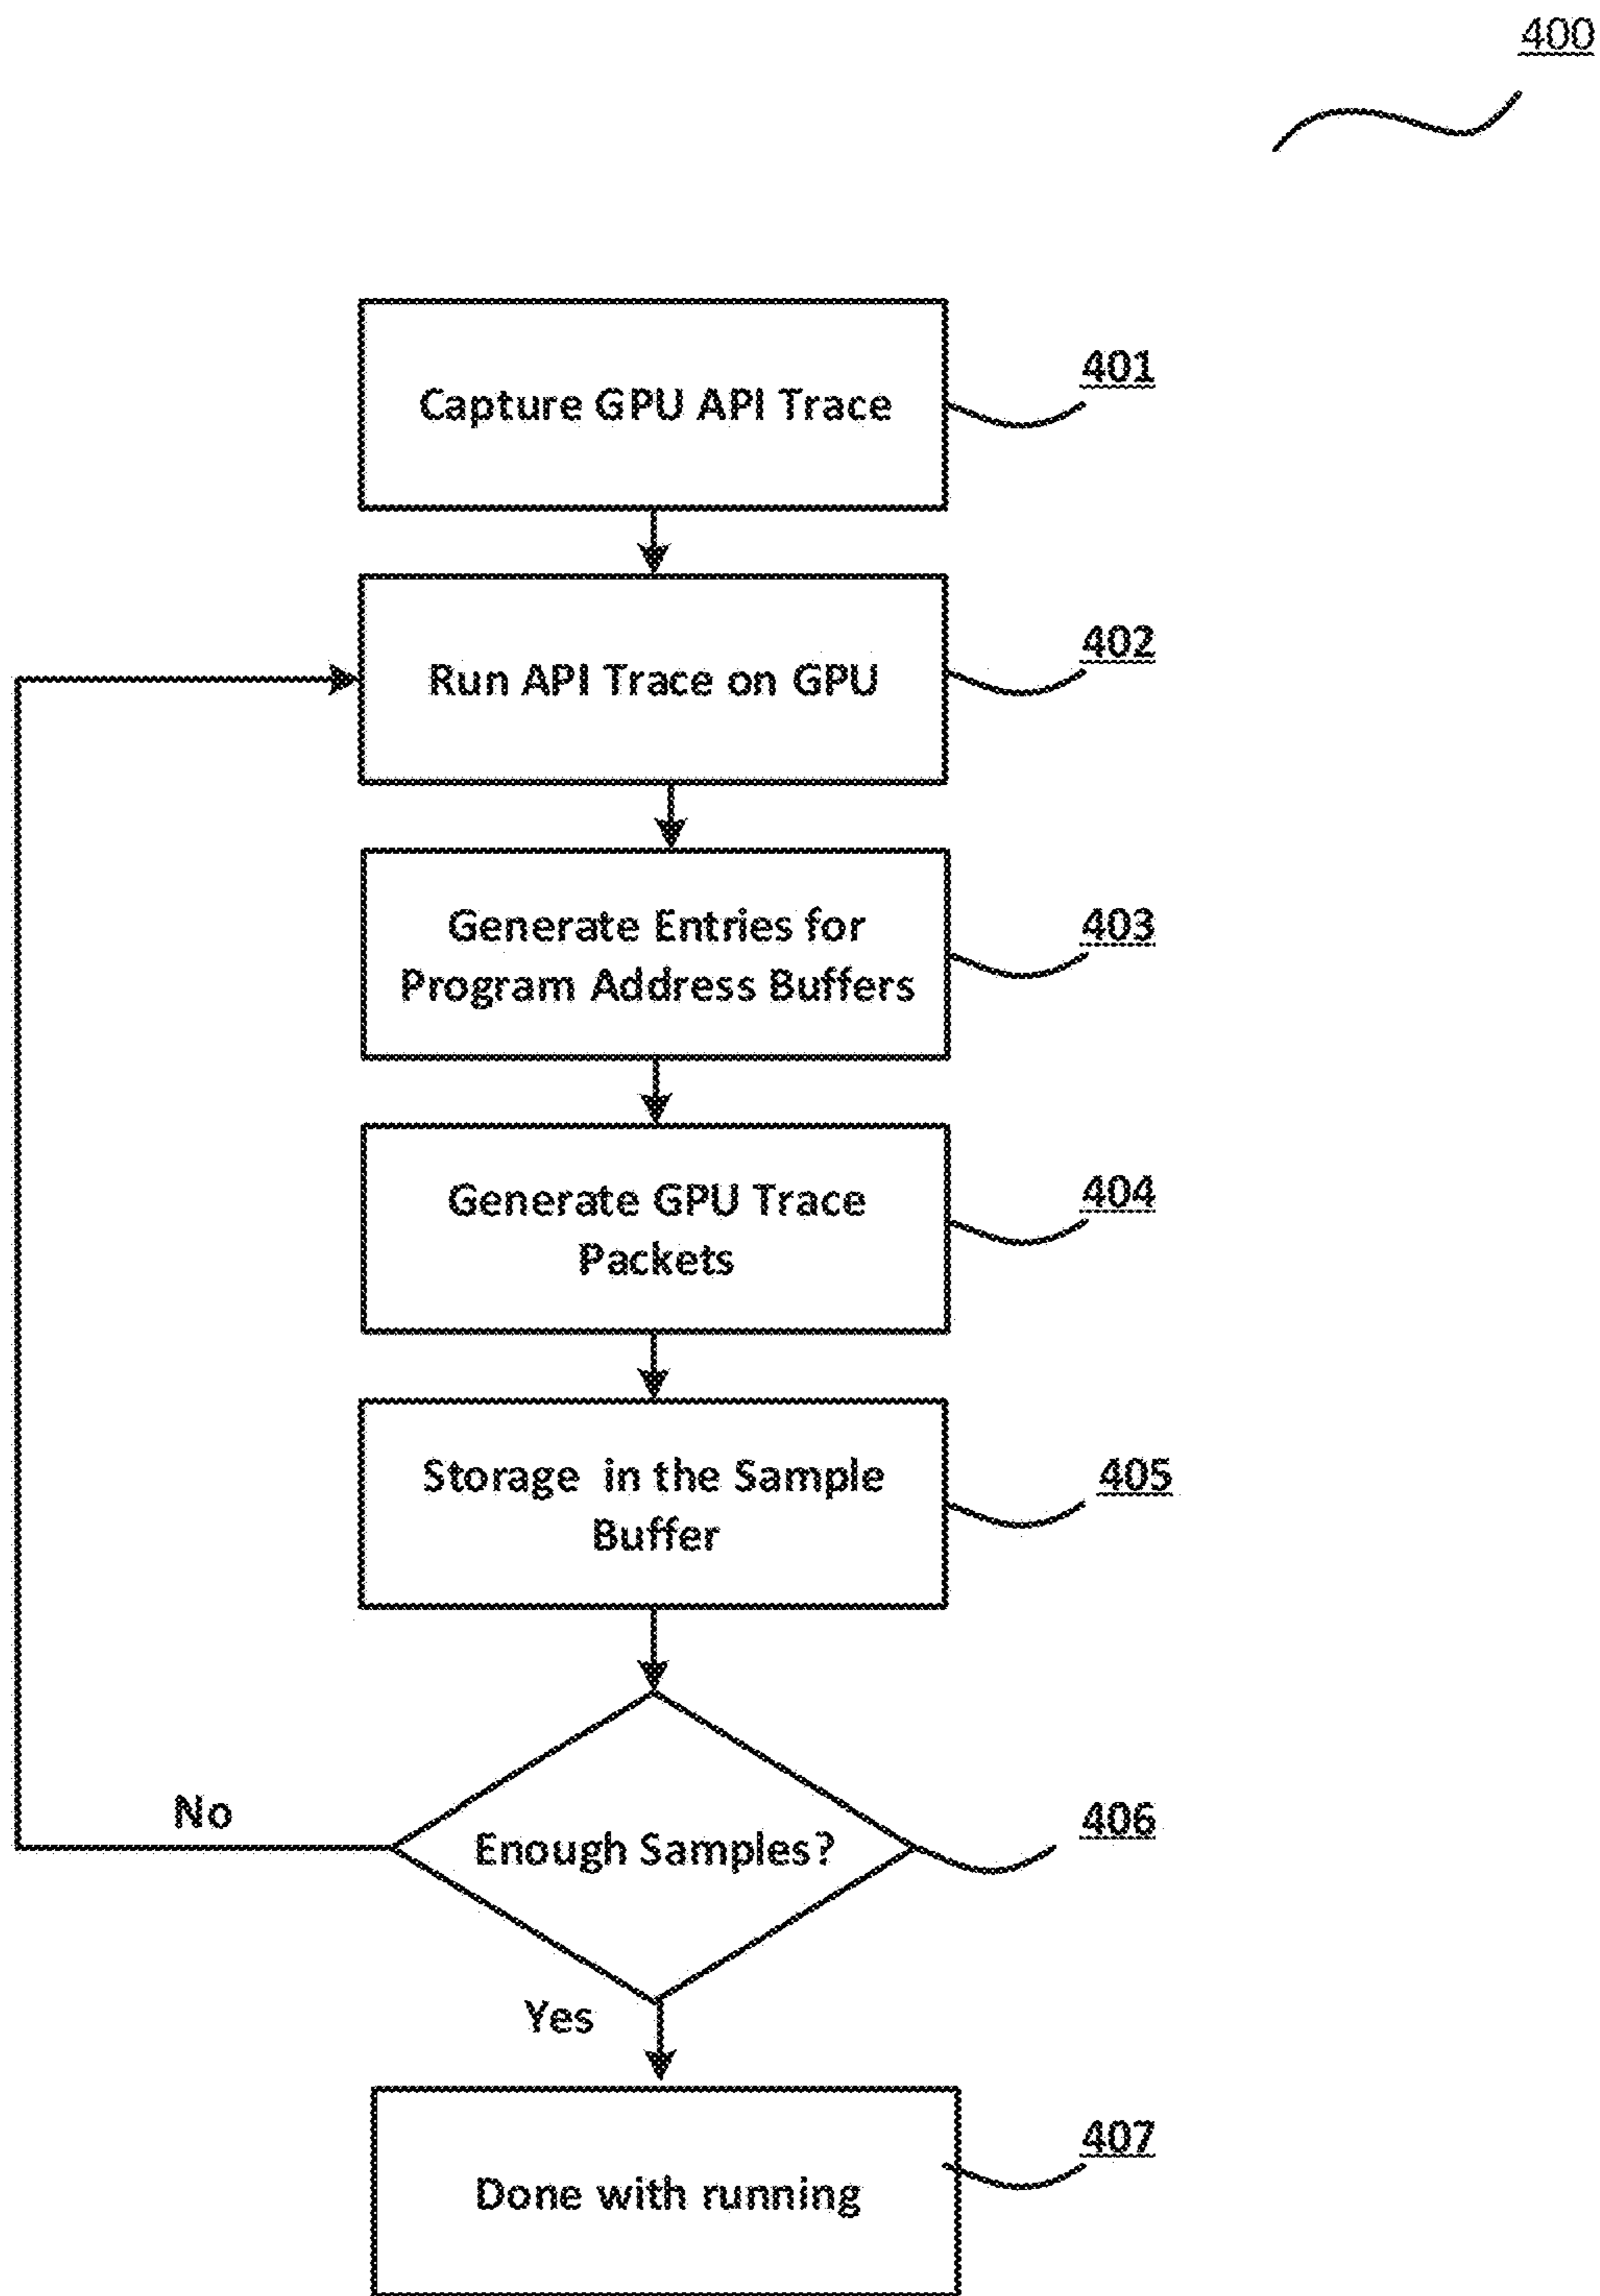 400
Capture GPU API Trace
401
Run API Trace on GPU
402
Generate Entries for
Program Address Buffers
403
Generate GPU Trace
Packets
404
Storage in the Sample
Buffer
405
No
Enough Samples?
406
Yes
Done with running
407